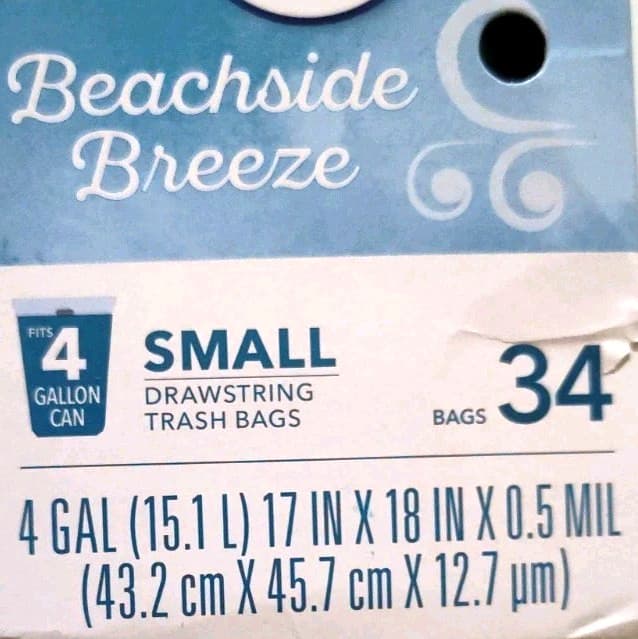 Beachside
Breeze
FITS
4
GALLON
CAN
SMALL
DRAWSTRING
TRASH BAGS
BAGS 34
4 GAL (15.1 L) 17 IN X 18 IN X 0.5 MIL
(43.2 cm X 45.7 cm X 12.7 µm)